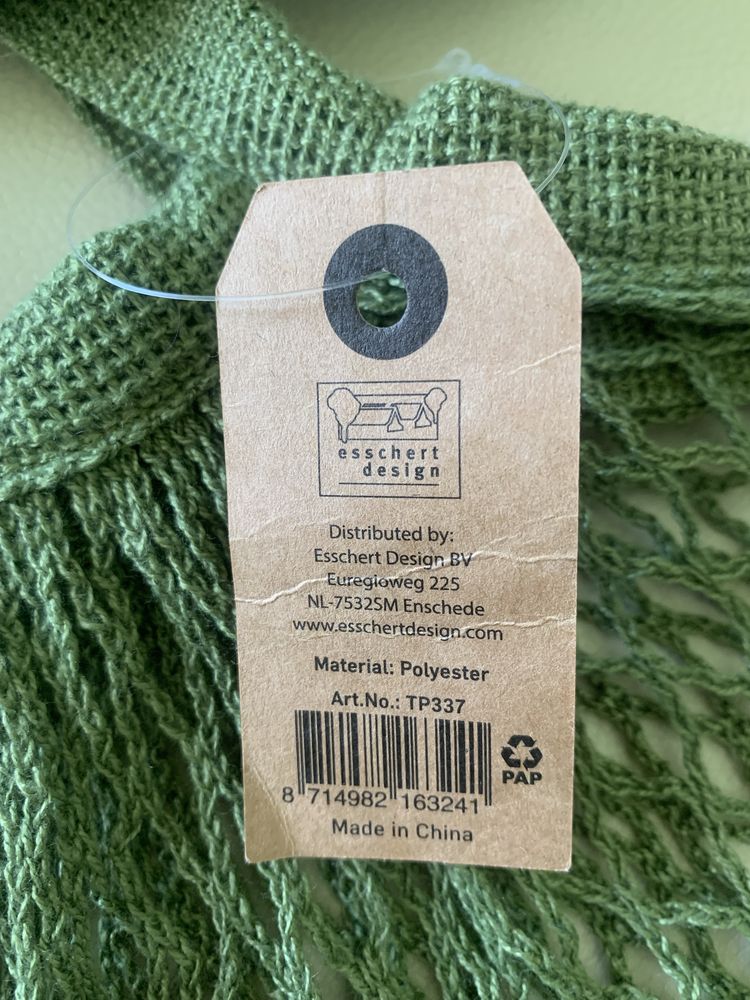 esschert
design
Distributed by:
Esschert Design BV
Euregioweg 225
NL-7532SM Enschede
www.esschertdesign.com
Material: Polyester
Art.No.: TP337
8 714982 163241
PAP
Made in China